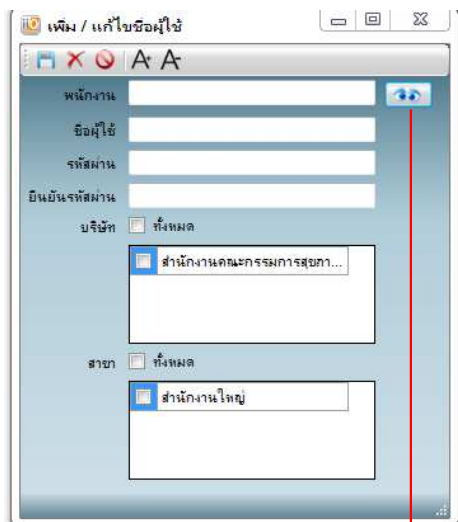 เพิ่ม / แก้ไขชื่อผู้ใช้
A+ A-
พนักงาน
ชื่อผู้ใช้
รหัสผ่าน
ยืนยันรหัสผ่าน
บริษัท ทั้งหมด
สำนักงานคณะกรรมการสุขภา...
สาขา ทั้งหมด
สำนักงานใหญ่